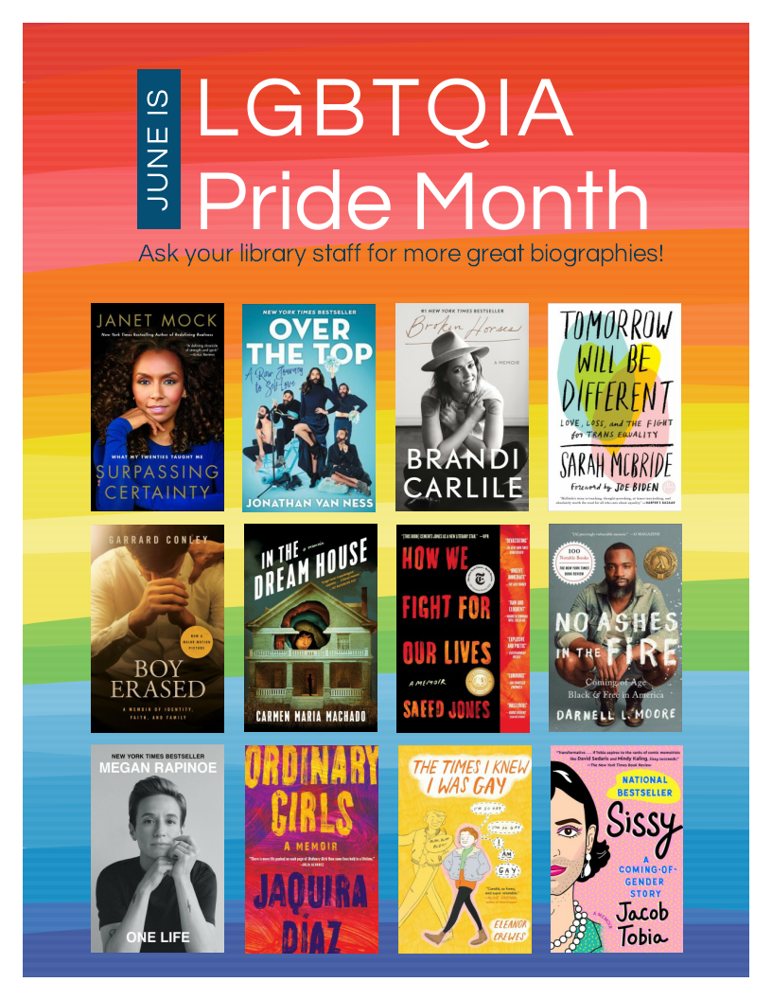 JUNE IS
LGBTQIA
Pride Month
Ask your library staff for more great biographies!
JANET MOCK
New York Times Bestselling Author of Redefining Realness
WHAT MY TWENTIES TAUGHT ME
SURPASSING
CERTAINTY
NEW YORK TIMES BESTSELLER
OVER
THE TOP
A Raw Journey
to Self-Love
JONATHAN VAN NESS
#1 NEW YORK TIMES BESTSELLER
Broken Horses
A MEMOIR
BRANDI
CARLILE
TOMORROW
WILL BE
DIFFERENT
LOVE, LOSS, and THE FIGHT
for TRANS EQUALITY
SARAH McBRIDE
Foreword by JOE BIDEN
GARRARD CONLEY
NOW A
MAJOR MOTION
PICTURE
BOY
ERASED
A MEMOIR OF IDENTITY,
FAITH, AND FAMILY
IN THE
a memoir
DREAM HOUSE
CARMEN MARIA MACHADO
HOW WE
FIGHT FOR
OUR LIVES
A MEMOIR
SAEED JONES
100
Notable Books
THE NEW YORK TIMES
BOOK REVIEW
NO ASHES
IN THE FIRE
Coming of Age
Black & Free in America
DARNELL L. MOORE
NEW YORK TIMES BESTSELLER
MEGAN RAPINOE
ONE LIFE
ORDINARY
GIRLS
A MEMOIR
JAQUIRA
DÍAZ
THE TIMES I KNEW
I WAS GAY
I'M SO GAY
I'M SO GAY
I
AM
GAY
ELEANOR
CREWES
"Transformative . . . If Tobia aspires to the ranks of comic memoirists
like David Sedaris and Mindy Kaling, Sissy succeeds."
—The New York Times Book Review
NATIONAL
BESTSELLER
Sissy
A
COMING-OF-
GENDER
STORY
A MEMOIR
Jacob
Tobia